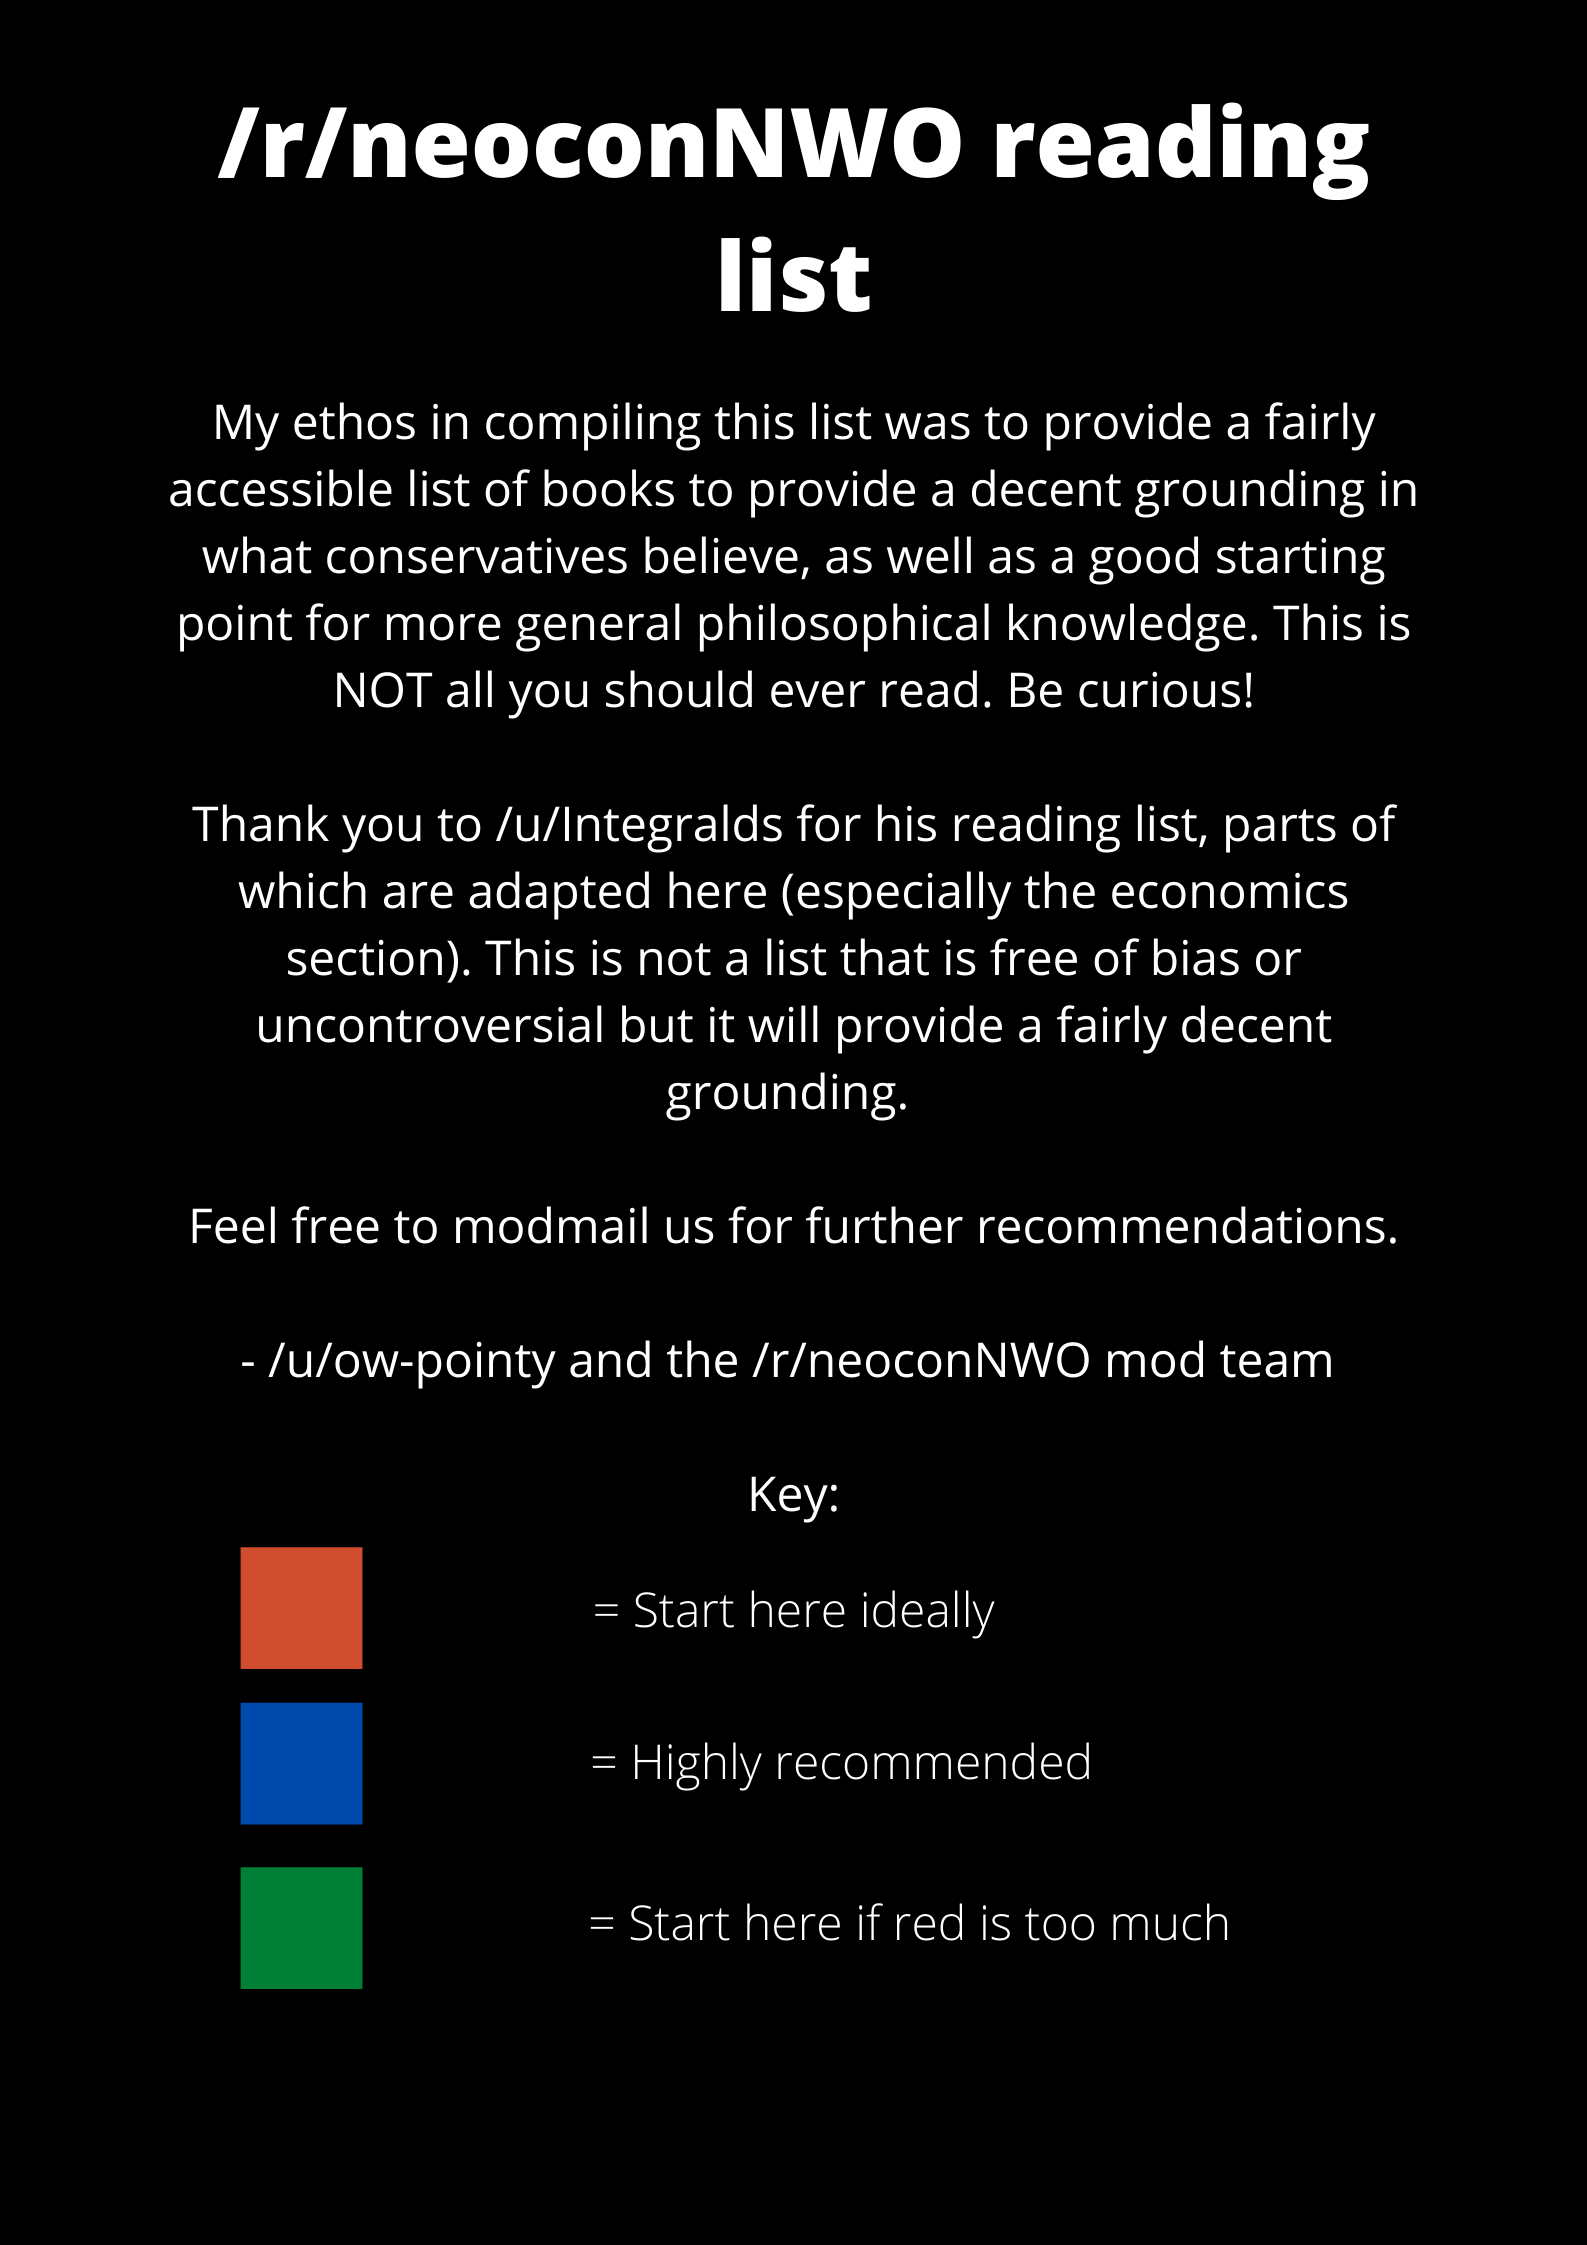 /r/neoconNWO reading
list
My ethos in compiling this list was to provide a fairly
accessible list of books to provide a decent grounding in
what conservatives believe, as well as a good starting
point for more general philosophical knowledge. This is
NOT all you should ever read. Be curious!
Thank you to /u/Integralds for his reading list, parts of
which are adapted here (especially the economics
section). This is not a list that is free of bias or
uncontroversial but it will provide a fairly decent
grounding.
Feel free to modmail us for further recommendations.
- /u/ow-pointy and the /r/neoconNWO mod team
Key:
= Start here ideally
= Highly recommended
= Start here if red is too much